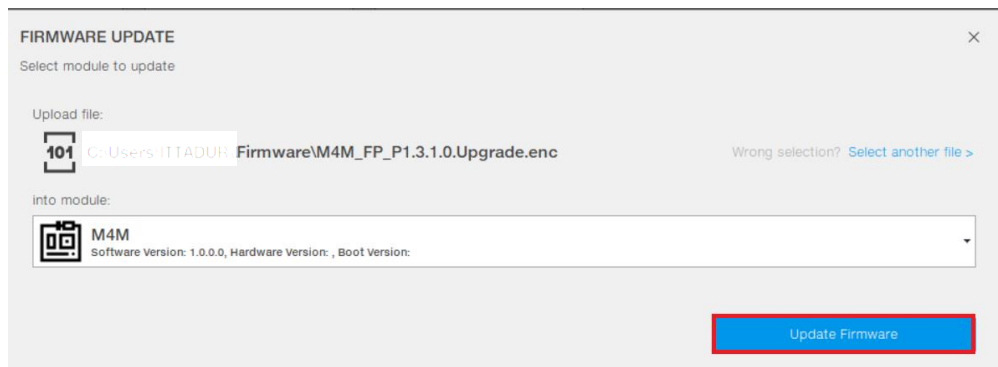 FIRMWARE UPDATE
Select module to update
Upload file:
101 Firmware\M4M_FP_P1.3.1.0.Upgrade.enc Wrong selection? Select another file >
into module:
M4M
Software Version: 1.0.0.0, Hardware Version: , Boot Version:
Update Firmware